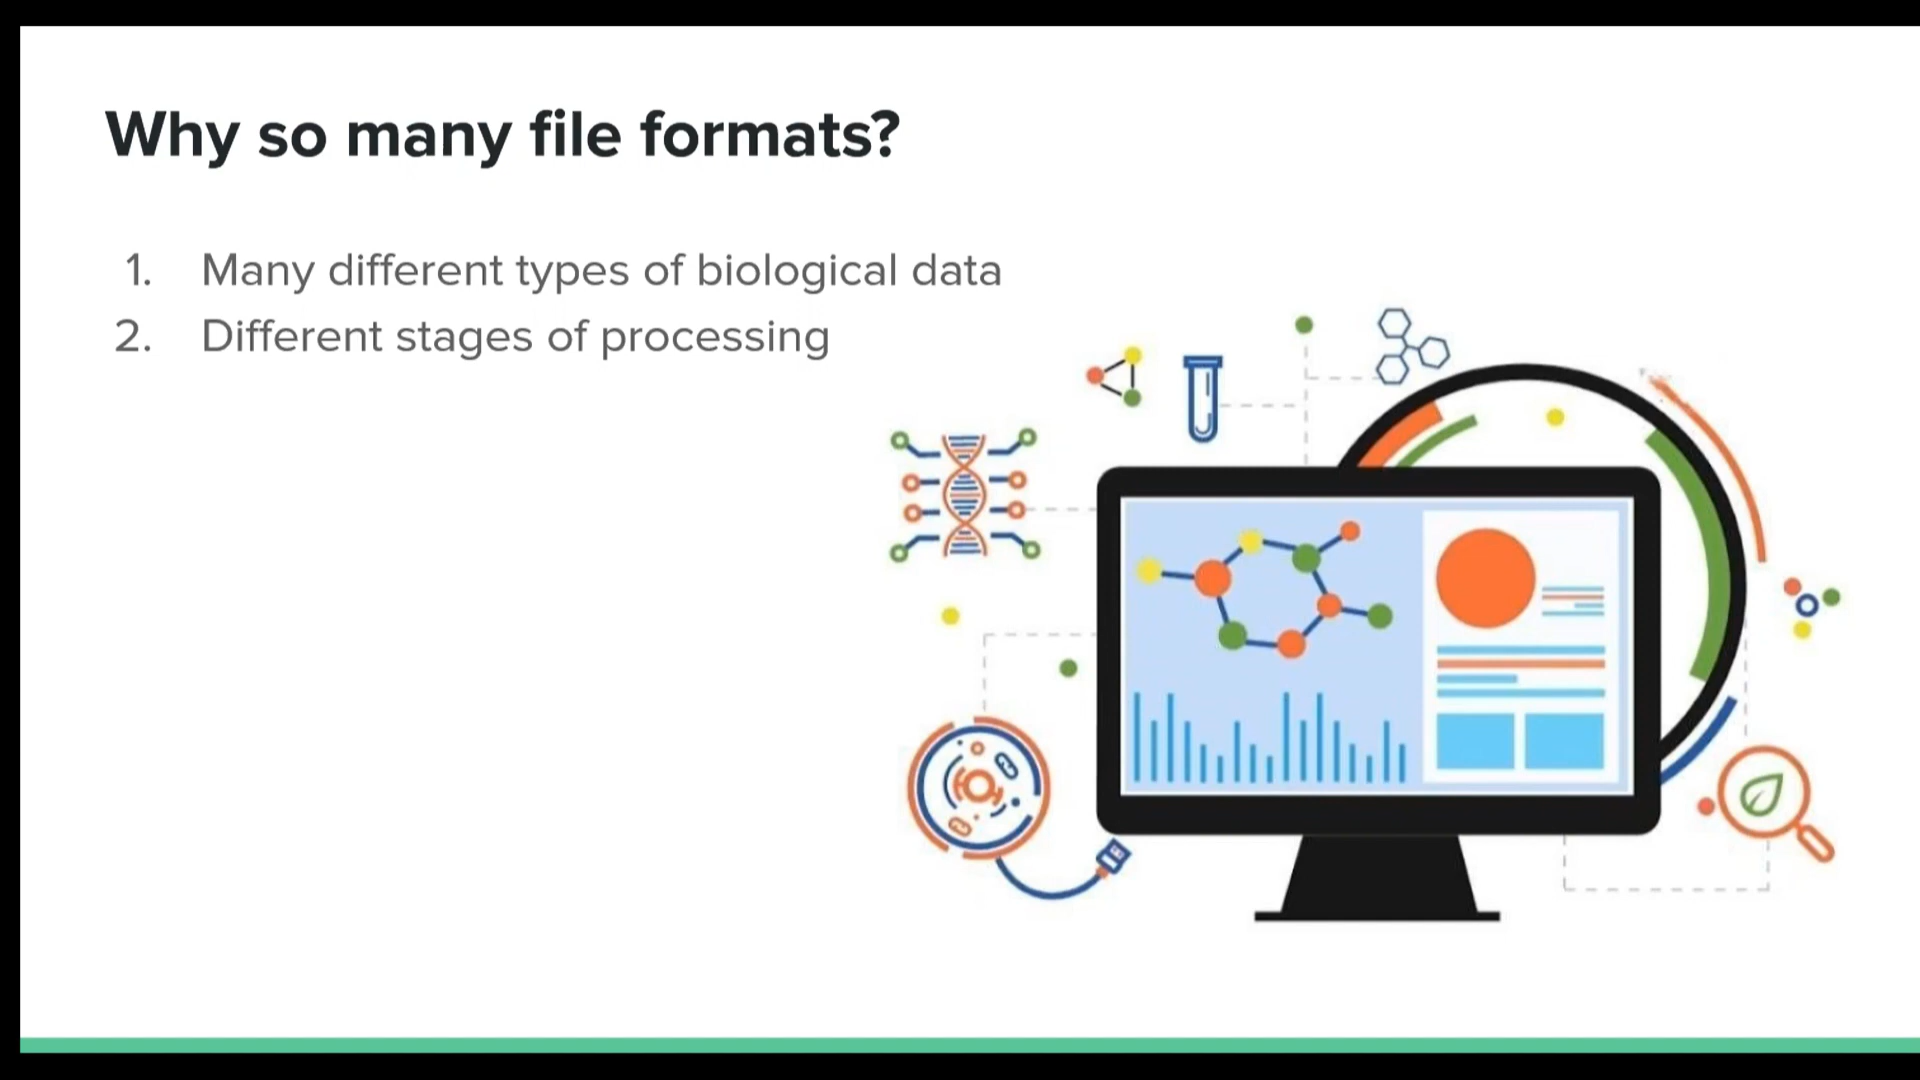 Why so many file formats?
1. Many different types of biological data
2. Different stages of processing